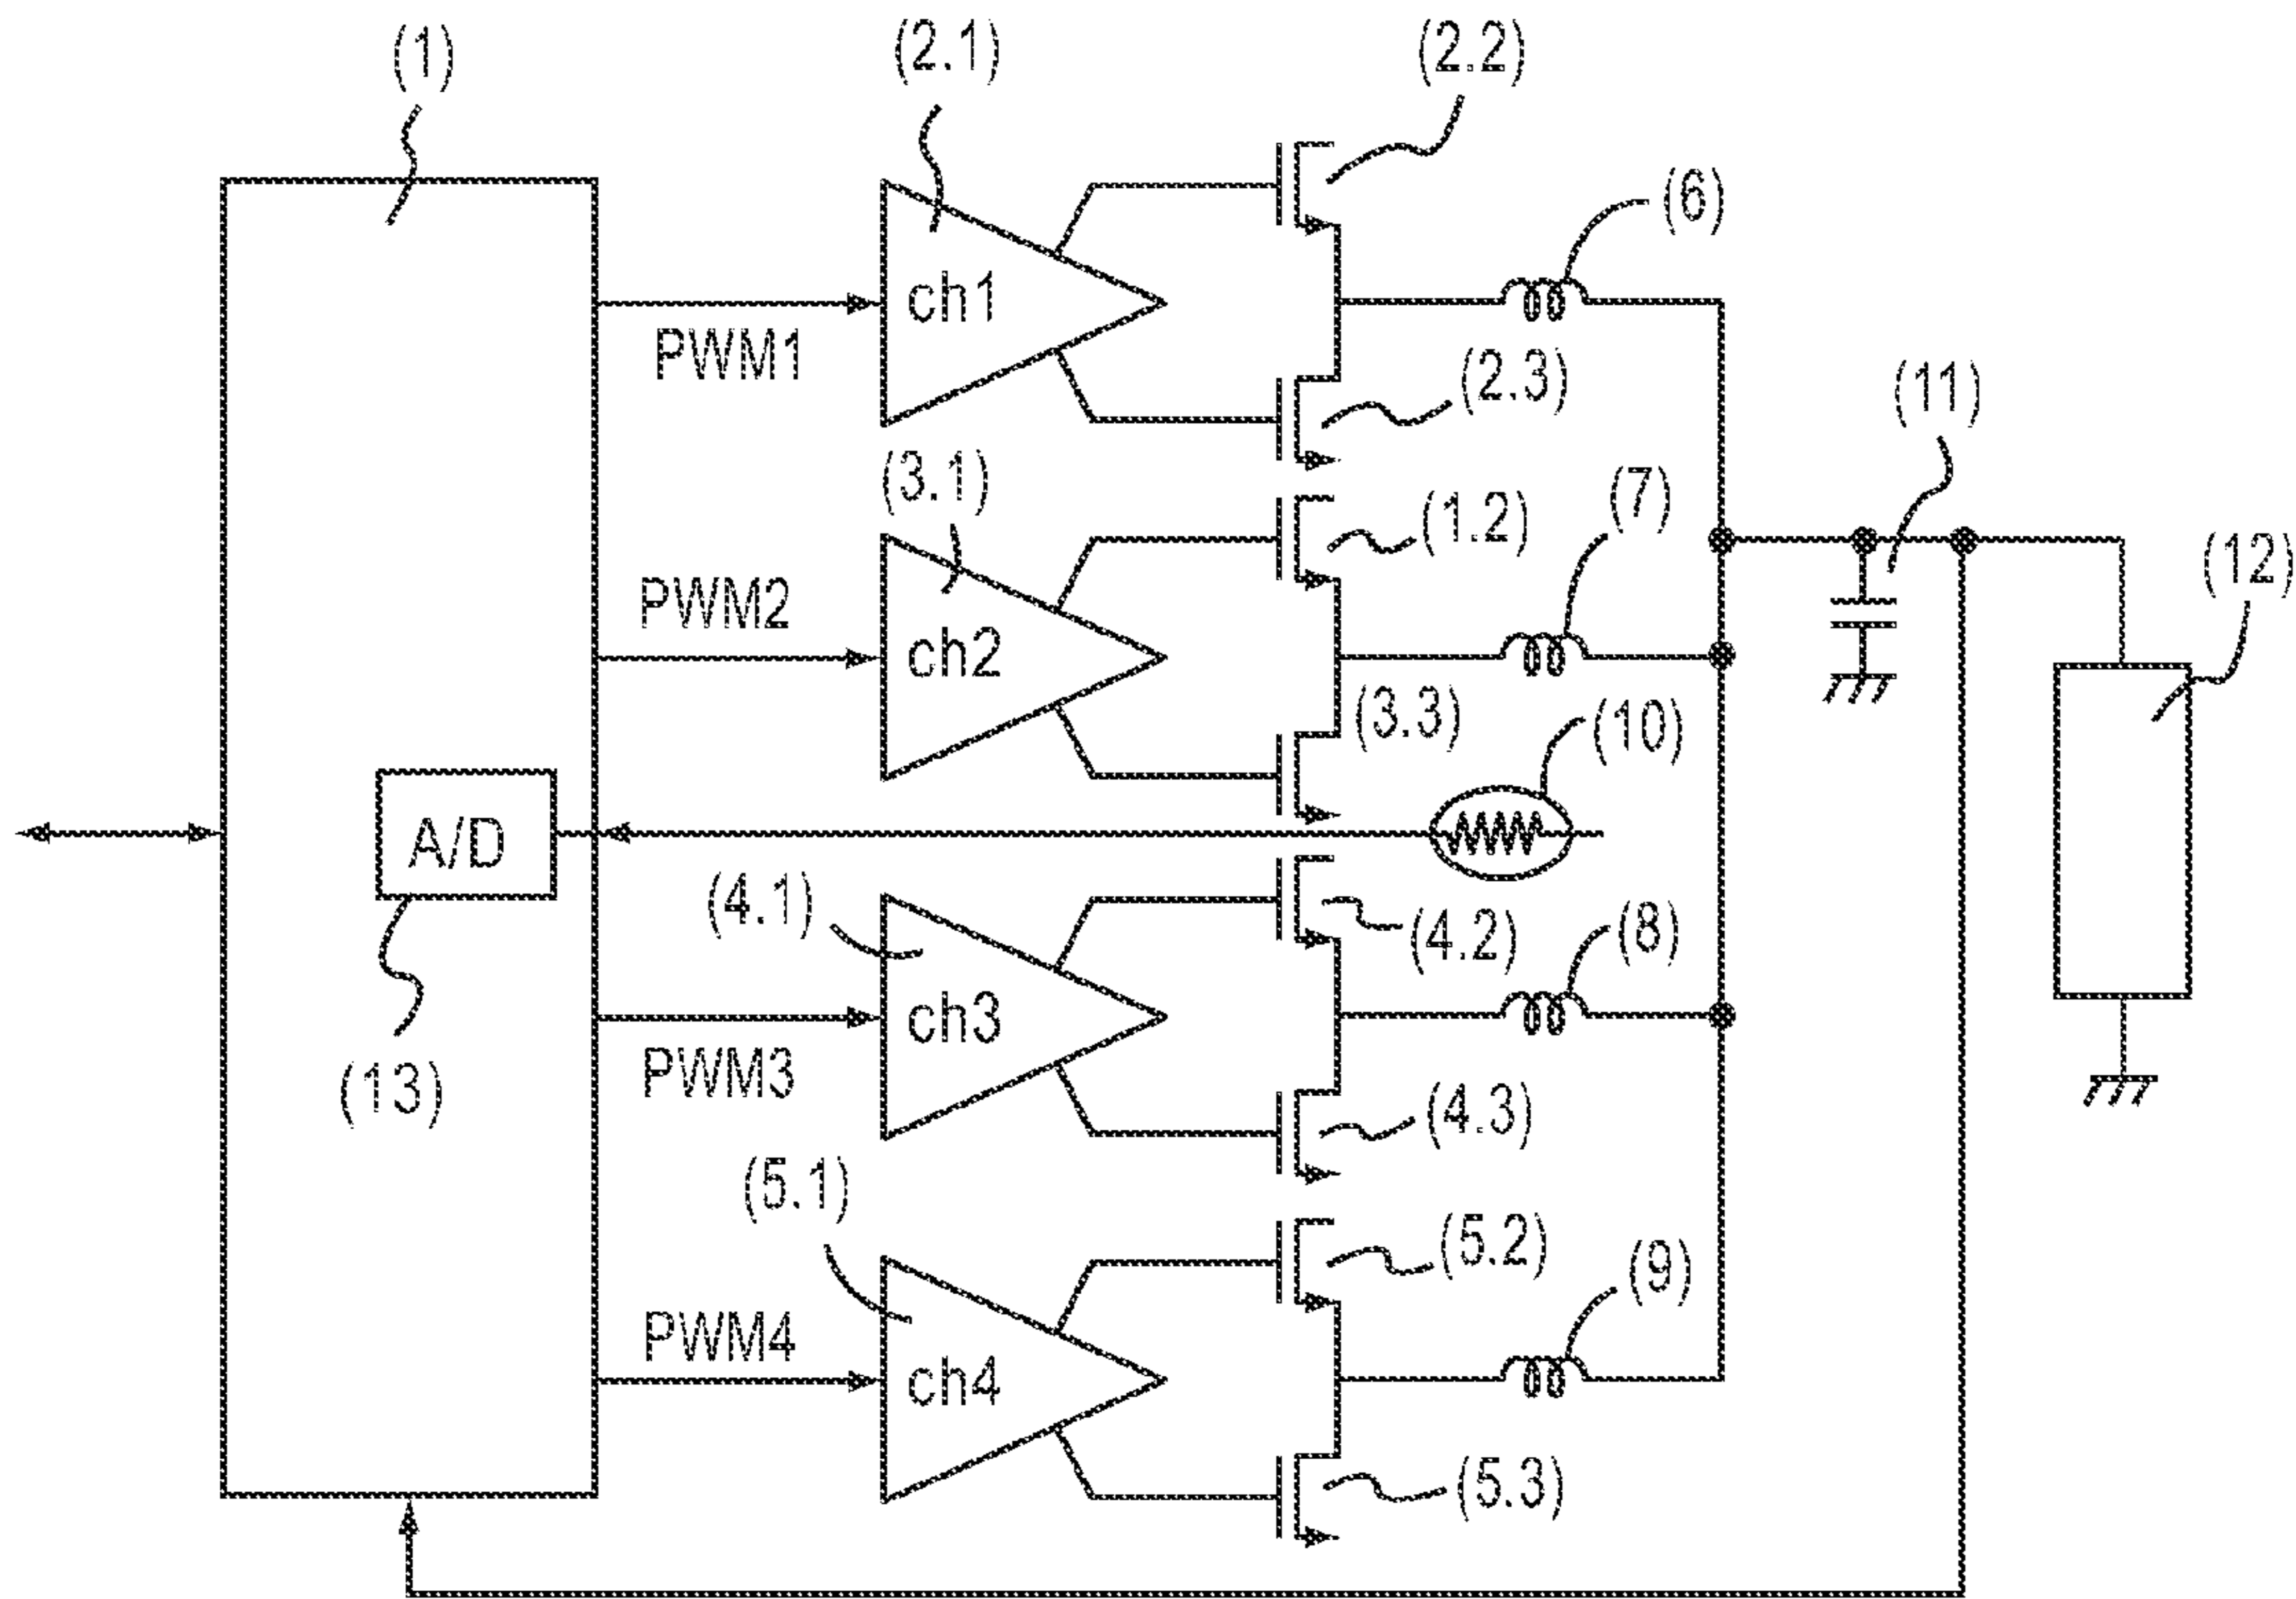 (1)
(2.1)
(2.2)
(6)
ch1
PWM1
(2.3)
(11)
(3.1)
(1.2)
(7)
(12)
PWM2
ch2
(3.3)
(10)
A/D
(4.1)
(4.2)
(8)
ch3
PWM3
(13)
(4.3)
(5.1)
(5.2)
(9)
PWM4
ch4
(5.3)